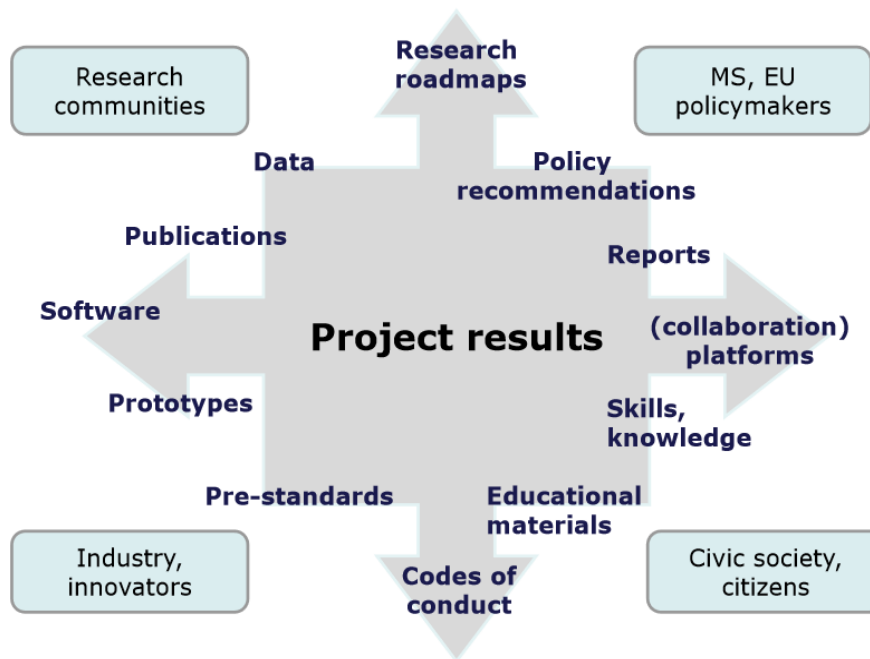 Research
roadmaps
Research
communities
MS, EU
policymakers
Data
Policy
recommendations
Publications
Reports
Software
Project results
(collaboration)
platforms
Prototypes
Skills,
knowledge
Pre-standards
Educational
materials
Industry,
innovators
Codes of
conduct
Civic society,
citizens